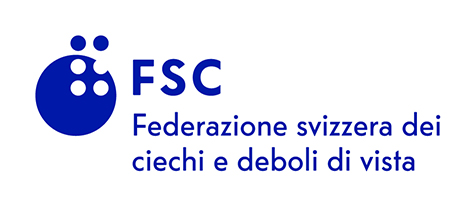 FSC
Federazione svizzera dei
ciechi e deboli di vista